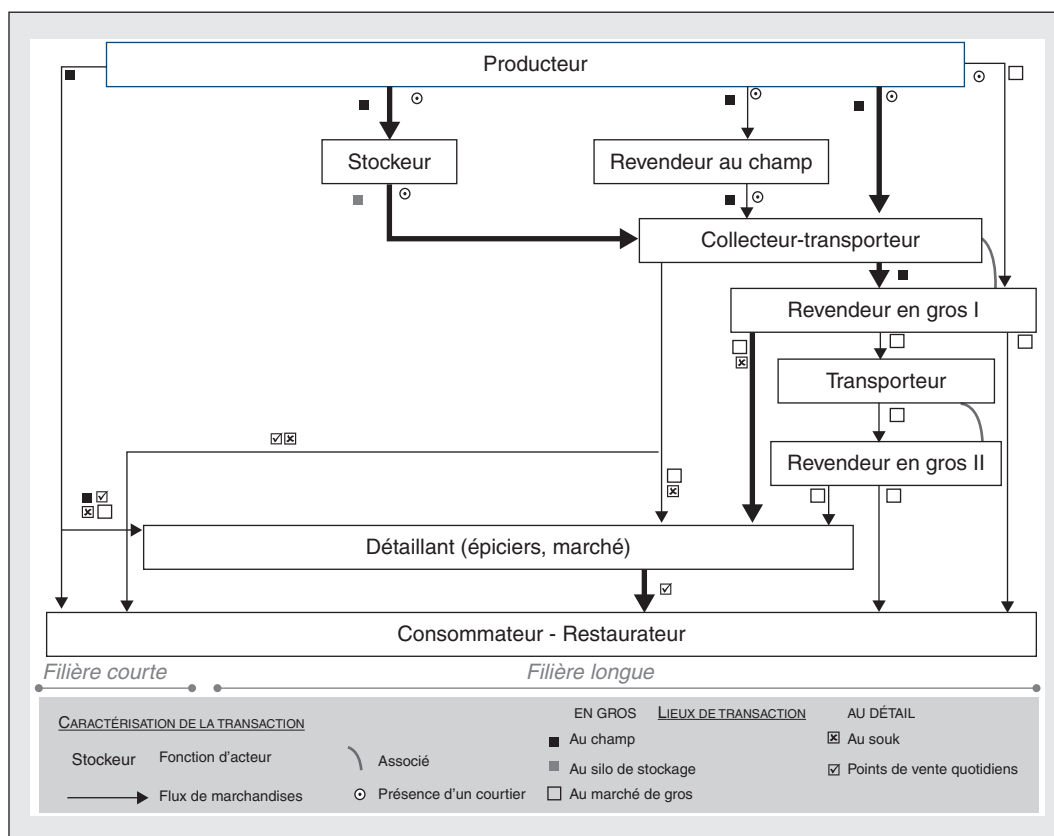 Producteur
Stockeur
Revendeur au champ
Collecteur-transporteur
Revendeur en gros I
Transporteur
Revendeur en gros II
Détaillant (épiciers, marché)
Consommateur - Restaurateur
Filière courte
Filière longue
CARACTÉRISATION DE LA TRANSACTION
Stockeur
Fonction d'acteur
Flux de marchandises
Associé
Présence d'un courtier
EN GROS
LIEUX DE TRANSACTION
AU DÉTAIL
Au champ
Au silo de stockage
Au marché de gros
Au souk
Points de vente quotidiens